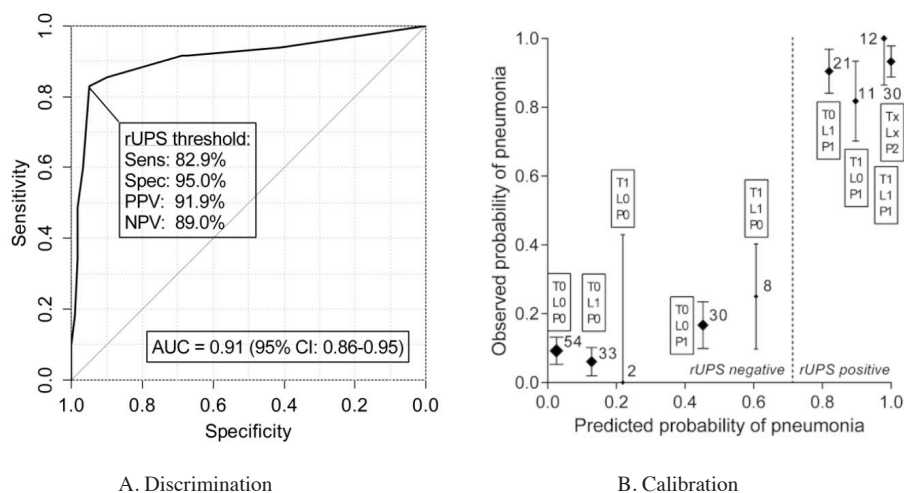 A
1.0
0.8
0.6
0.4
0.2
0.0
Sensitivity
rUPS threshold:
Sens: 82.9%
Spec: 95.0%
PPV: 91.9%
NPV: 89.0%
AUC = 0.91 (95% CI: 0.86-0.95)
1.0 0.8 0.6 0.4 0.2 0.0
Specificity
A. Discrimination
B
1.0
0.8
0.6
0.4
0.2
0.0
Observed probability of pneumonia
T0
L0
P0
54
T0
L1
P0
33
T1
L0
P0
2
T0
L0
P1
30
T1
L1
P0
8
21
T0
L1
P1
11
T1
L0
P1
12
30
Tx
Lx
P2
T1
L1
P1
rUPS negative rUPS positive
0.0 0.2 0.4 0.6 0.8 1.0
Predicted probability of pneumonia
B. Calibration